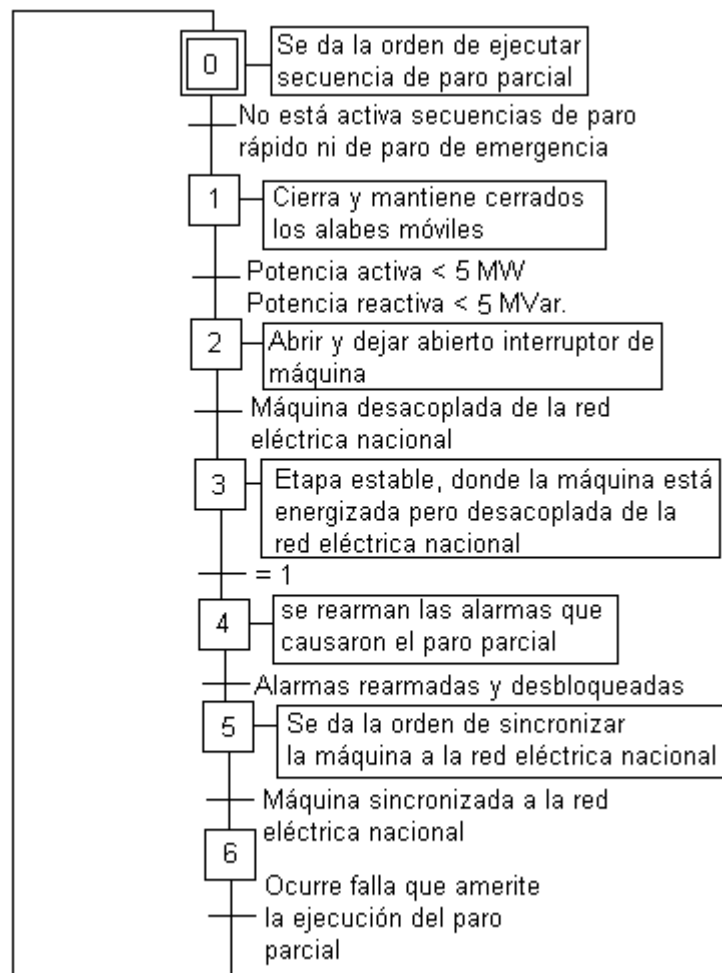 0
Se da la orden de ejecutar
secuencia de paro parcial
No está activa secuencias de paro
rápido ni de paro de emergencia
1
Cierra y mantiene cerrados
los alabes móviles
Potencia activa < 5 MW
Potencia reactiva < 5 MVar.
2
Abrir y dejar abierto interruptor de
máquina
Máquina desacoplada de la red
eléctrica nacional
3
Etapa estable, donde la máquina está
energizada pero desacoplada de la
red eléctrica nacional
= 1
4
se rearman las alarmas que
causaron el paro parcial
Alarmas rearmadas y desbloqueadas
5
Se da la orden de sincronizar
la máquina a la red eléctrica nacional
Máquina sincronizada a la red
eléctrica nacional
6
Ocurre falla que amerite
la ejecución del paro
parcial